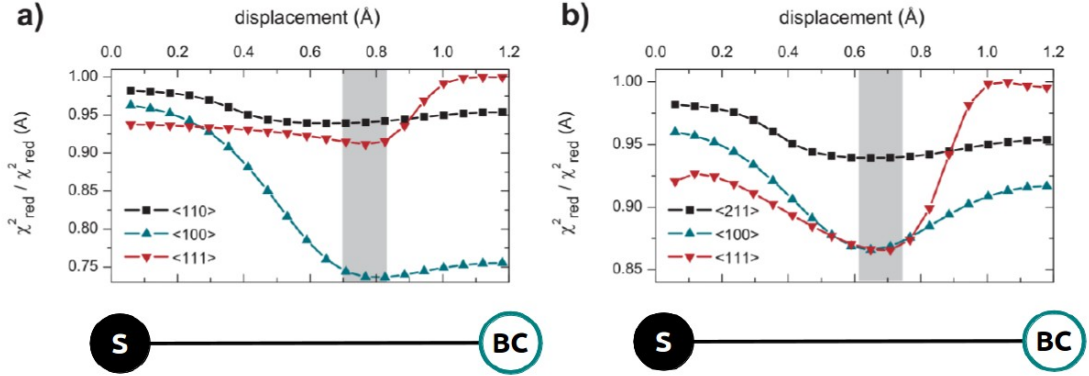 a)
displacement (Å)
0.0 0.2 0.4 0.6 0.8 1.0 1.2
1.00
0.95
0.90
0.85
0.80
0.75
χ²red / χ²red (A)
<110>
<100>
<111>
S
BC
b)
displacement (Å)
0.0 0.2 0.4 0.6 0.8 1.0 1.2
1.00
0.95
0.90
0.85
χ²red / χ²red (A)
<211>
<100>
<111>
S
BC